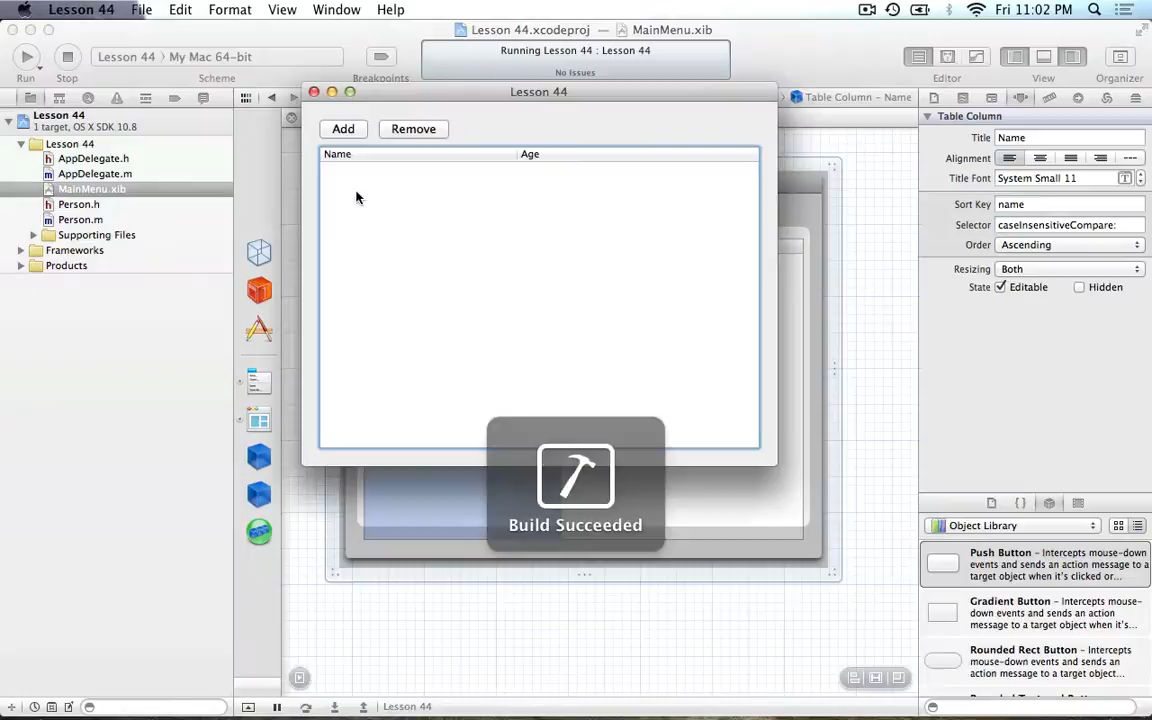 Lesson 44 File Edit Format View Window Help Fri 11:02 PM
Lesson 44.xcodeproj — MainMenu.xib
Lesson 44 My Mac 64-bit
Running Lesson 44 : Lesson 44
No Issues
Run Stop Scheme Breakpoints Editor View Organizer
Table Column - Name
Lesson 44
1 target, OS X SDK 10.8
Lesson 44
AppDelegate.h
AppDelegate.m
MainMenu.xib
Person.h
Person.m
Supporting Files
Frameworks
Products
Lesson 44
Add Remove
Name Age
Build Succeeded
Table Column
Title Name
Alignment
Title Font System Small 11
Sort Key name
Selector caseInsensitiveCompare:
Order Ascending
Resizing Both
State Editable Hidden
Object Library
Push Button - Intercepts mouse-down
events and sends an action message to a
target object when it's clicked or...
Gradient Button - Intercepts mouse-
down events and sends an action
message to a target object when it's...
Rounded Rect Button - Intercepts
mouse-down events and sends an
action message to a target object...
Lesson 44